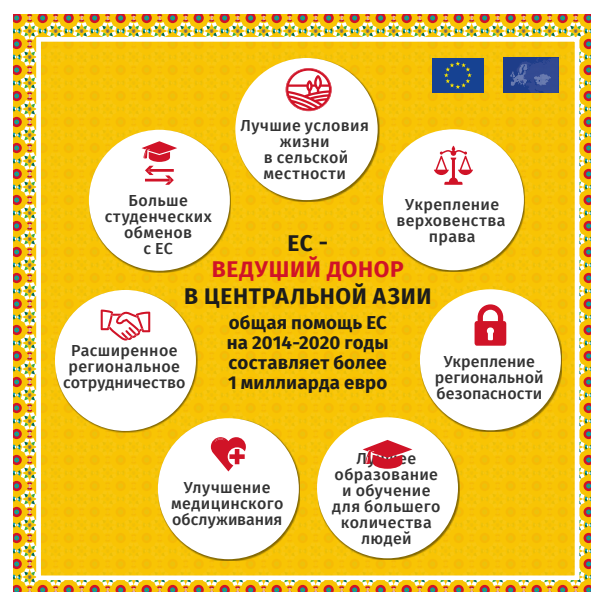 Лучшие условия
жизни
в сельской
местности
Больше
студенческих
обменов
с ЕС
Укрепление
верховенства
права
ЕС -
ВЕДУЩИЙ ДОНОР
В ЦЕНТРАЛЬНОЙ АЗИИ
общая помощь ЕС
на 2014-2020 годы
составляет более
1 миллиарда евро
Расширенное
региональное
сотрудничество
Укрепление
региональной
безопасности
Улучшение
медицинского
обслуживания
образование
и обучение
для большего
количества
людей